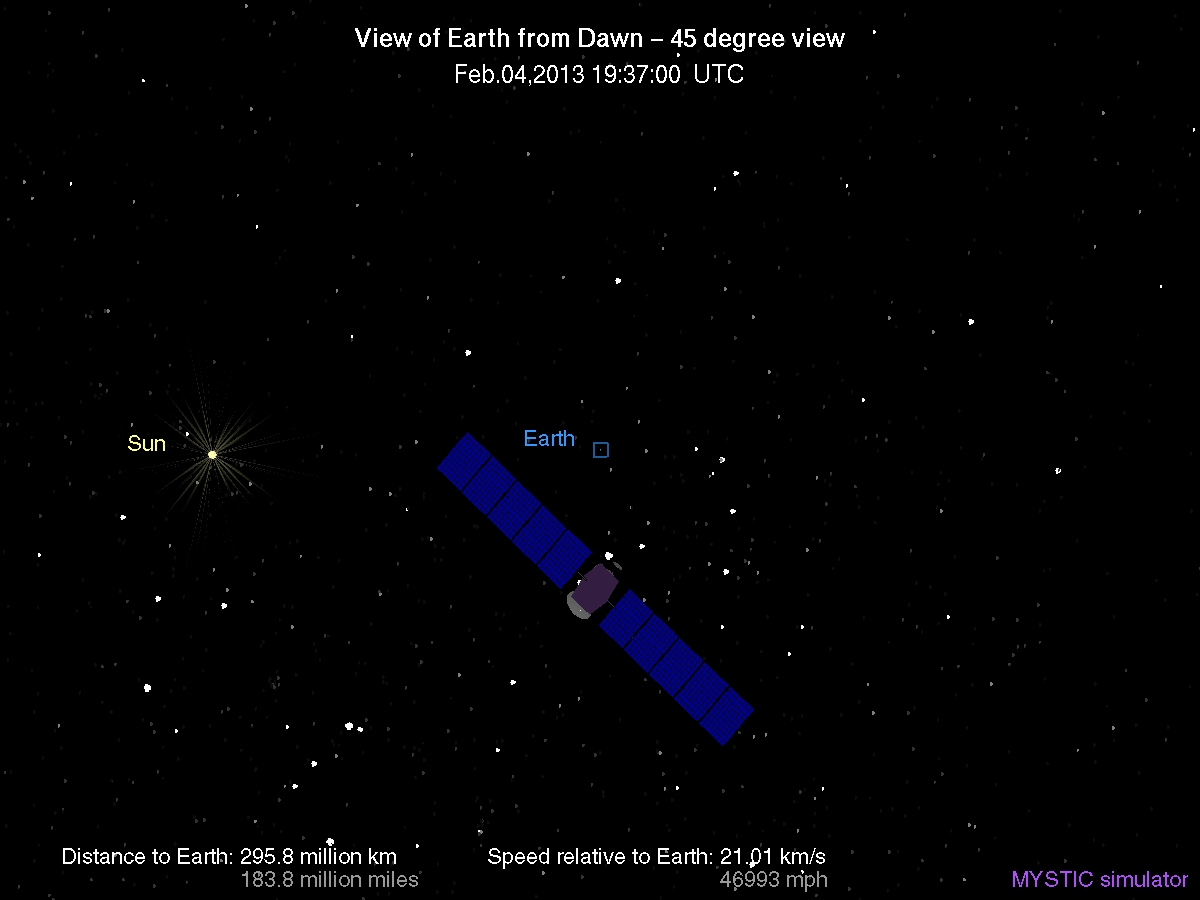 View of Earth from Dawn – 45 degree view
Feb.04,2013 19:37:00 UTC
Sun
Earth
Distance to Earth: 295.8 million km
183.8 million miles
Speed relative to Earth: 21.01 km/s
46993 mph
MYSTIC simulator